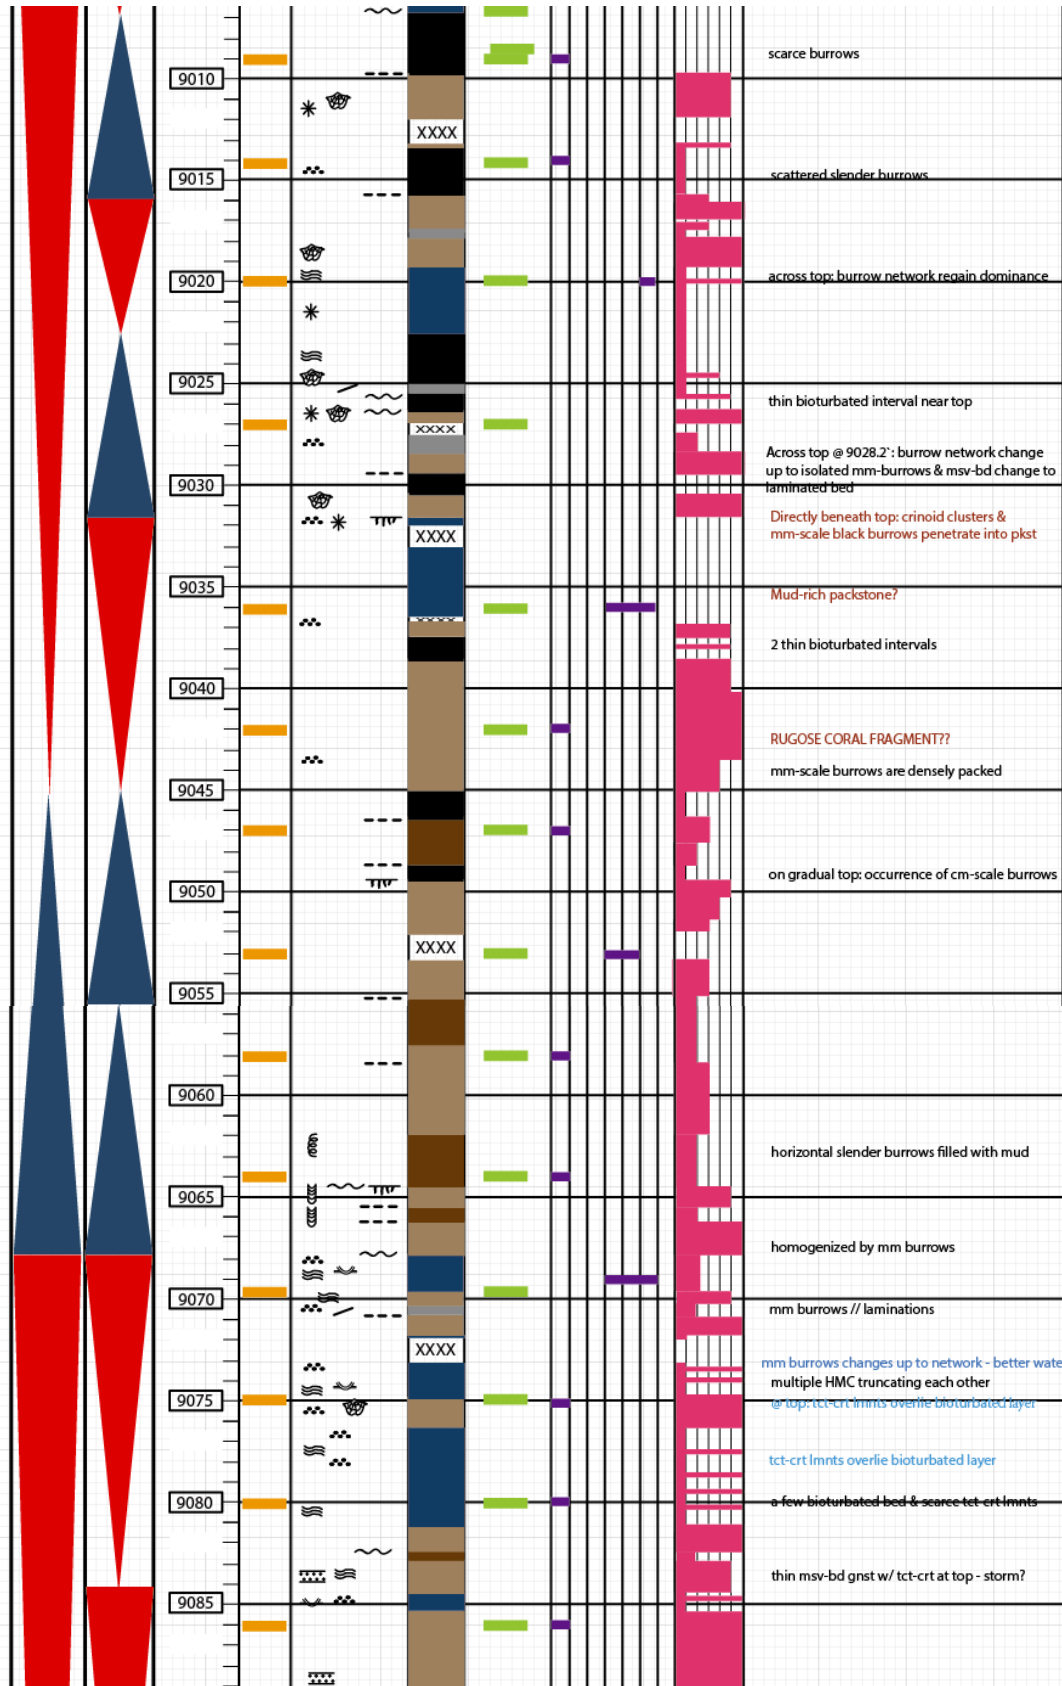 scarce burrows
9010
XXXX
9015
scattered slender burrows
9020
across top: burrow network regain dominance
9025
thin bioturbated interval near top
XXXX
Across top @ 9028.2`: burrow network change
up to isolated mm-burrows & msv-bd change to
laminated bed
9030
Directly beneath top: crinoid clusters &
mm-scale black burrows penetrate into pkst
XXXX
9035
Mud-rich packstone?
2 thin bioturbated intervals
9040
RUGOSE CORAL FRAGMENT??
mm-scale burrows are densely packed
9045
on gradual top: occurrence of cm-scale burrows
9050
XXXX
9055
9060
horizontal slender burrows filled with mud
9065
homogenized by mm burrows
9070
mm burrows // laminations
XXXX
mm burrows changes up to network - better wate
multiple HMC truncating each other
9075
@ top: tct-crt lmnts overlie bioturbated layer
tct-crt lmnts overlie bioturbated layer
9080
a few bioturbated bed & scarce tct-crt lmnts
thin msv-bd gnst w/ tct-crt at top - storm?
9085